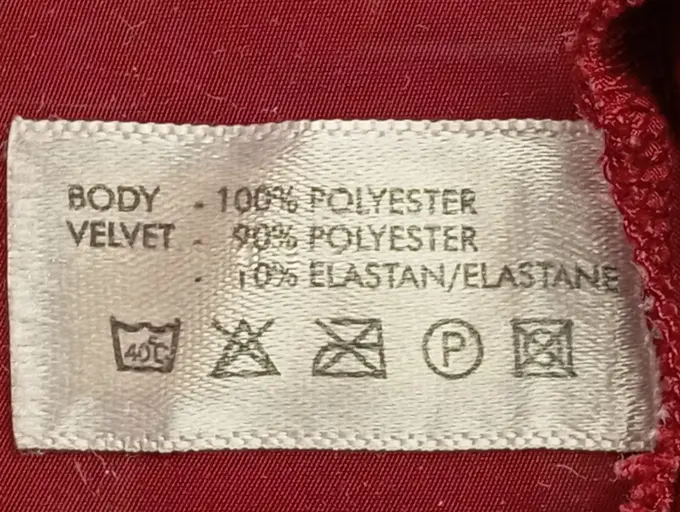 BODY - 100% POLYESTER
VELVET - 90% POLYESTER
- 10% ELASTAN/ELASTANE
40°C P